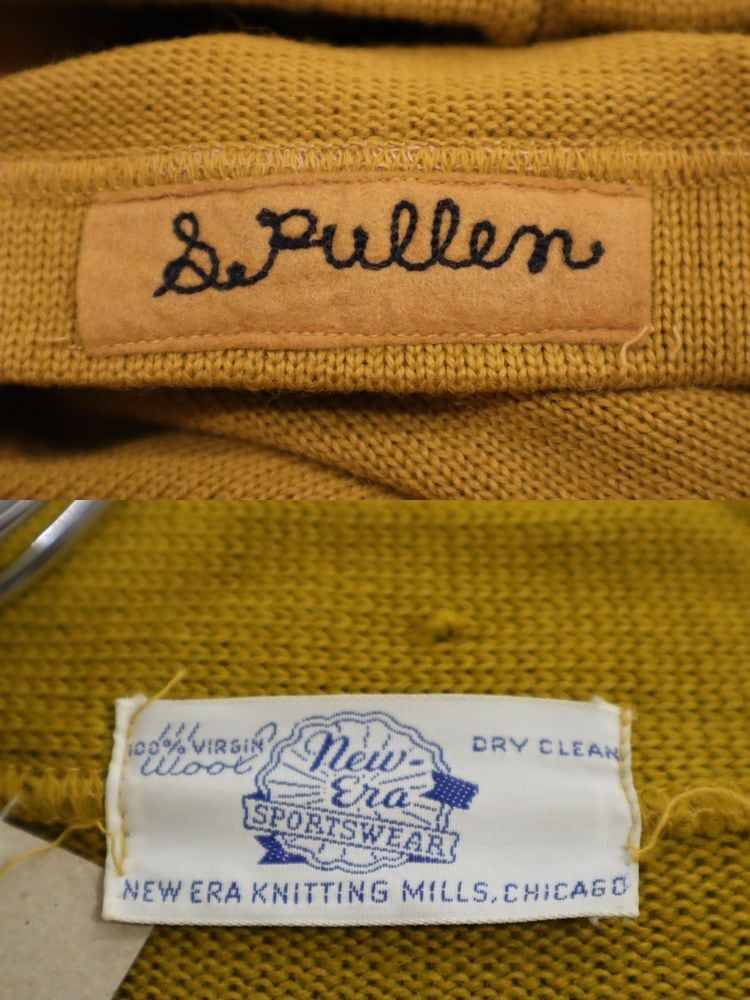 S. Pullen
100% VIRGIN
Wool
New-
Era
SPORTSWEAR
DRY CLEAN
NEW ERA KNITTING MILLS, CHICAGO